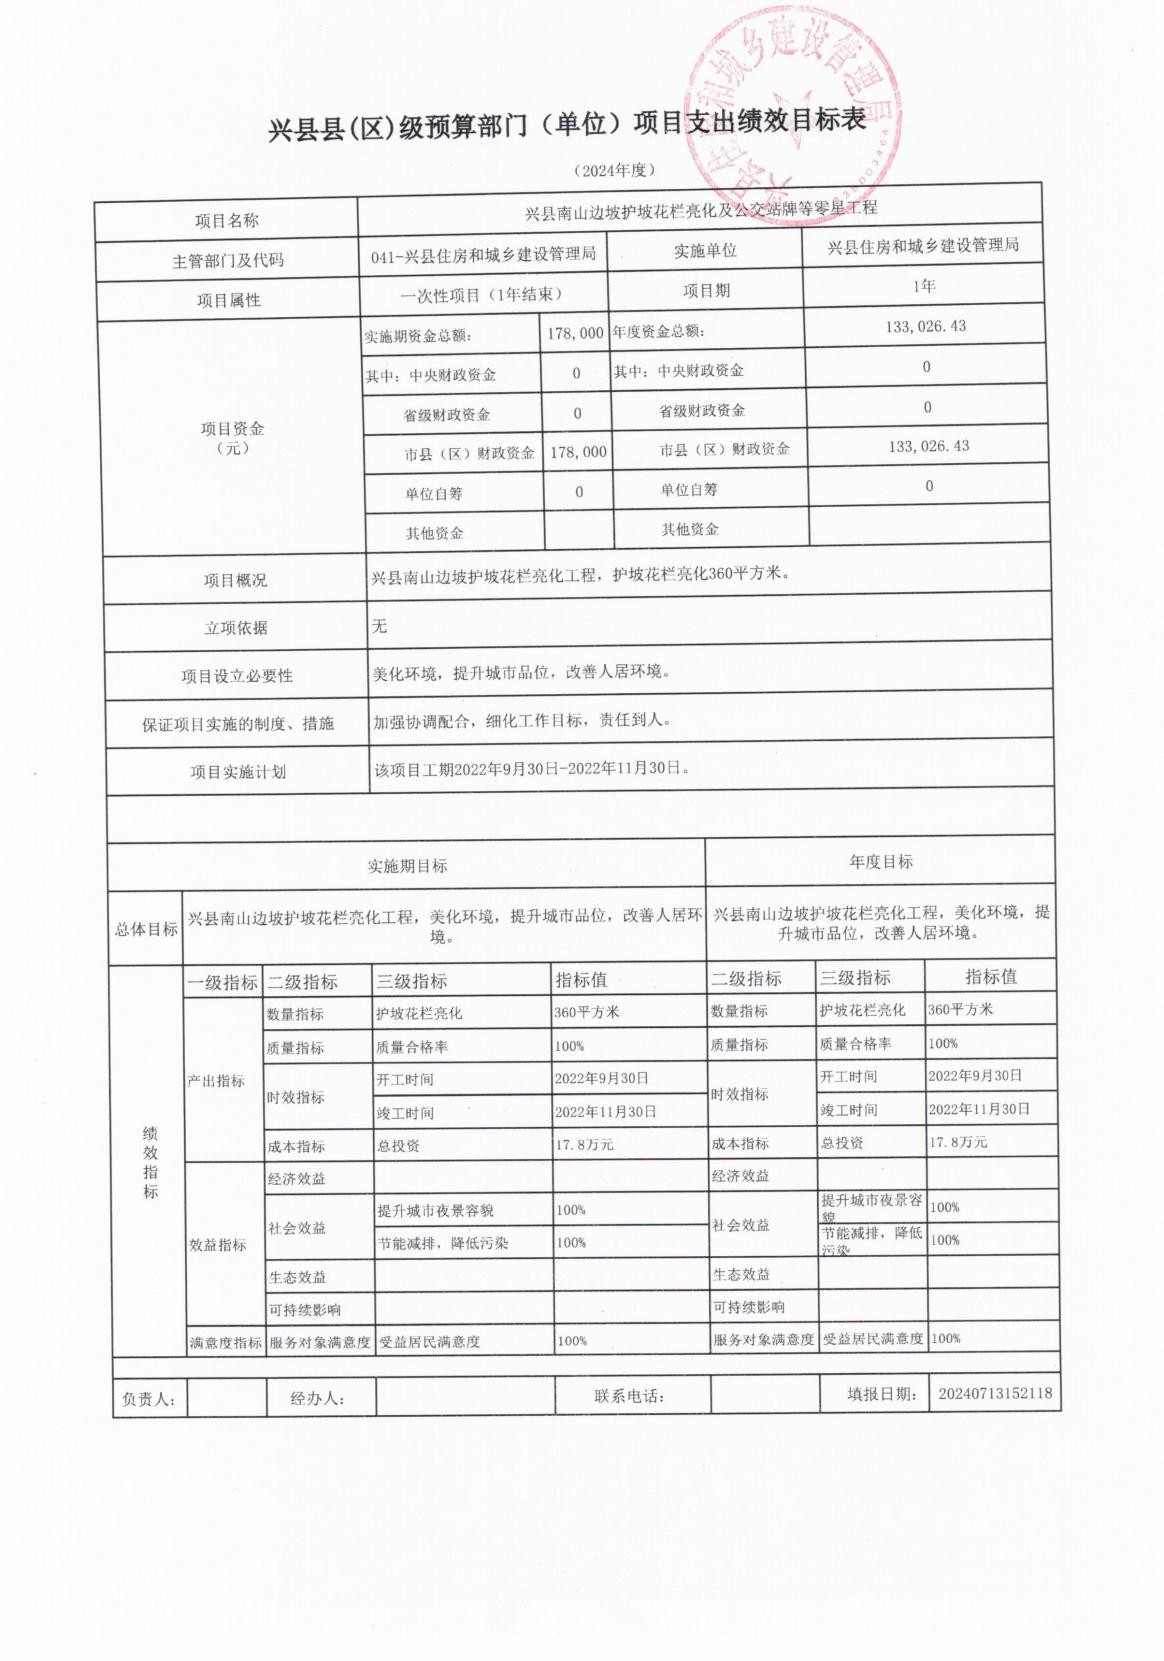 兴县住房和城乡建设管理局
兴县县(区)级预算部门（单位）项目支出绩效目标表
（2024年度）
项目名称 兴县南山边坡护坡花栏亮化及公交站牌等零星工程
主管部门及代码 041-兴县住房和城乡建设管理局 实施单位 兴县住房和城乡建设管理局
项目属性 一次性项目（1年结束） 项目期 1年
项目资金
（元）
实施期资金总额： 178,000 年度资金总额： 133,026.43
其中：中央财政资金 0 其中：中央财政资金 0
省级财政资金 0 省级财政资金 0
市县（区）财政资金 178,000 市县（区）财政资金 133,026.43
单位自筹 0 单位自筹 0
其他资金 其他资金
项目概况 兴县南山边坡护坡花栏亮化工程，护坡花栏亮化360平方米。
立项依据 无
项目设立必要性 美化环境，提升城市品位，改善人居环境。
保证项目实施的制度、措施 加强协调配合，细化工作目标，责任到人。
项目实施计划 该项目工期2022年9月30日-2022年11月30日。
实施期目标 年度目标
总体目标 兴县南山边坡护坡花栏亮化工程，美化环境，提升城市品位，改善人居环
境。
兴县南山边坡护坡花栏亮化工程，美化环境，提
升城市品位，改善人居环境。
绩
效
指
标
一级指标 二级指标 三级指标 指标值 二级指标 三级指标 指标值
产出指标
数量指标 护坡花栏亮化 360平方米 数量指标 护坡花栏亮化 360平方米
质量指标 质量合格率 100% 质量指标 质量合格率 100%
时效指标 开工时间 2022年9月30日 时效指标 开工时间 2022年9月30日
竣工时间 2022年11月30日 竣工时间 2022年11月30日
成本指标 总投资 17.8万元 成本指标 总投资 17.8万元
效益指标
经济效益 经济效益
社会效益 提升城市夜景容貌 100% 社会效益 提升城市夜景容
貌 100%
节能减排，降低污染 100% 节能减排，降低
污染 100%
生态效益 生态效益
可持续影响 可持续影响
满意度指标 服务对象满意度 受益居民满意度 100% 服务对象满意度 受益居民满意度 100%
负责人： 经办人： 联系电话： 填报日期： 20240713152118